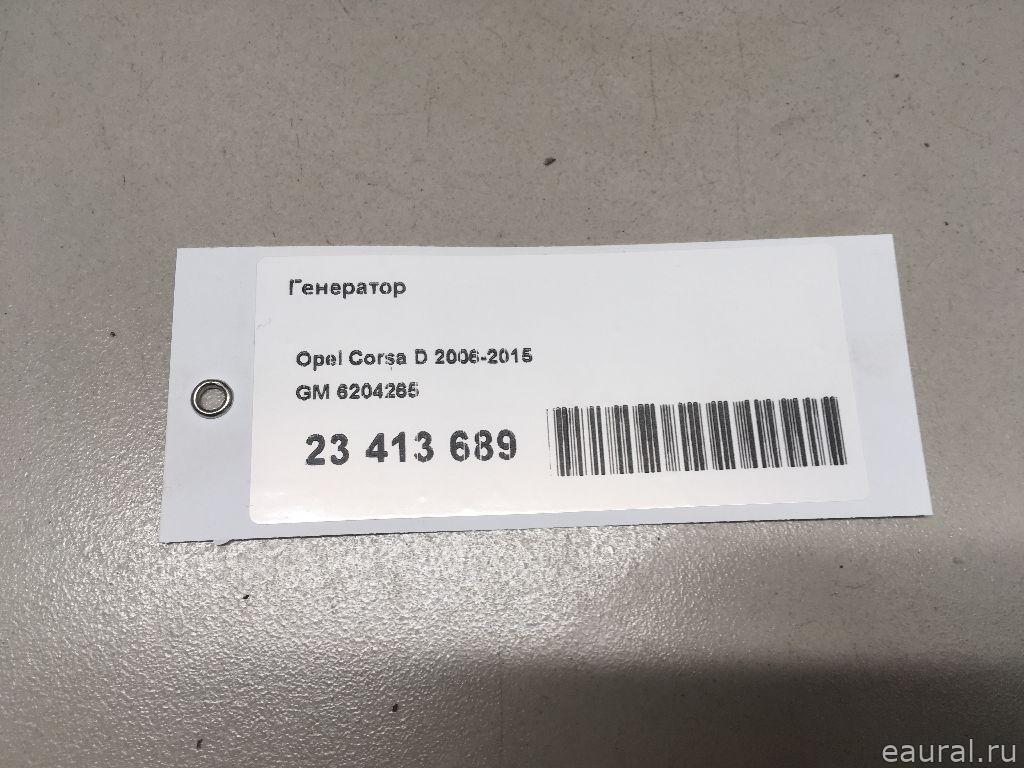 Генератор
Opel Corsa D 2006-2015
GM 6204265
23 413 689
eaural.ru